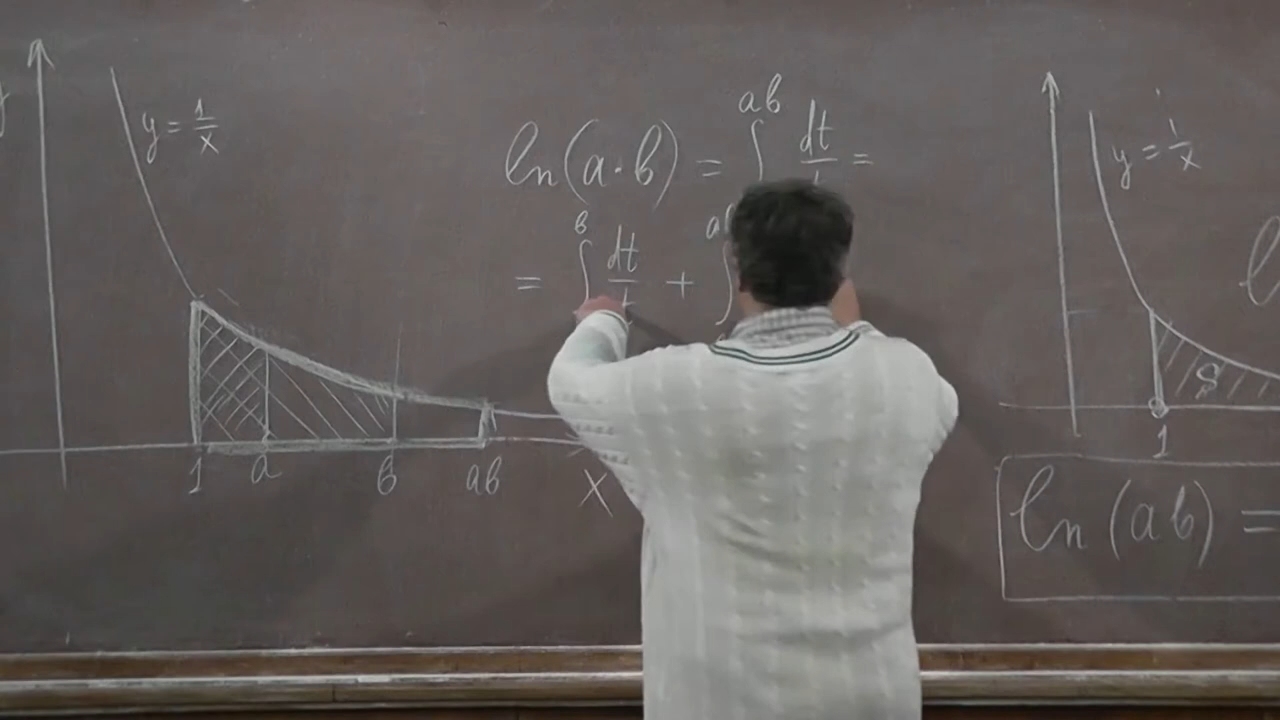 y
y = 1/x
1 a b ab X
ln(a·b) = ∫ ab dt/t =
= ∫ b dt/t + ∫ a
y = 1/x
S
1
l
ln (ab) =